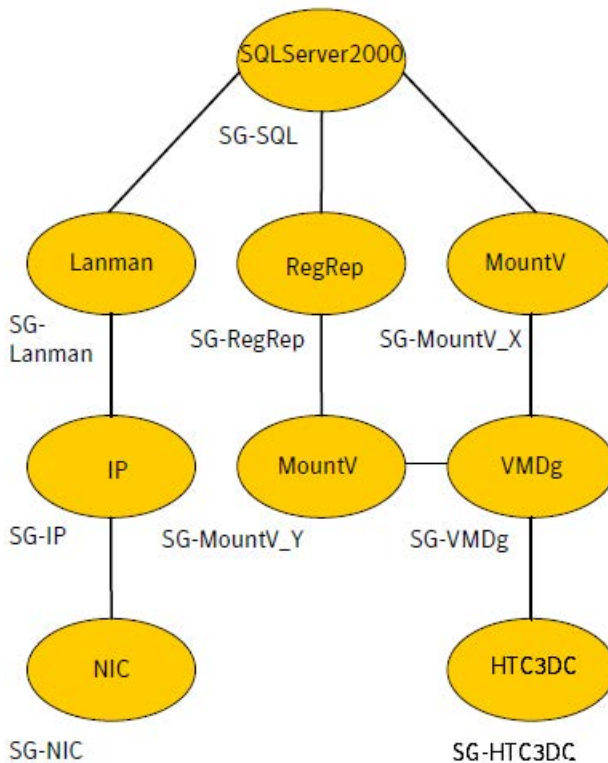 SQLServer2000
SG-SQL
Lanman
RegRep
MountV
SG-
Lanman
SG-RegRep
SG-MountV_X
IP
MountV
VMDg
SG-IP
SG-MountV_Y
SG-VMDg
NIC
HTC3DC
SG-NIC
SG-HTC3DC